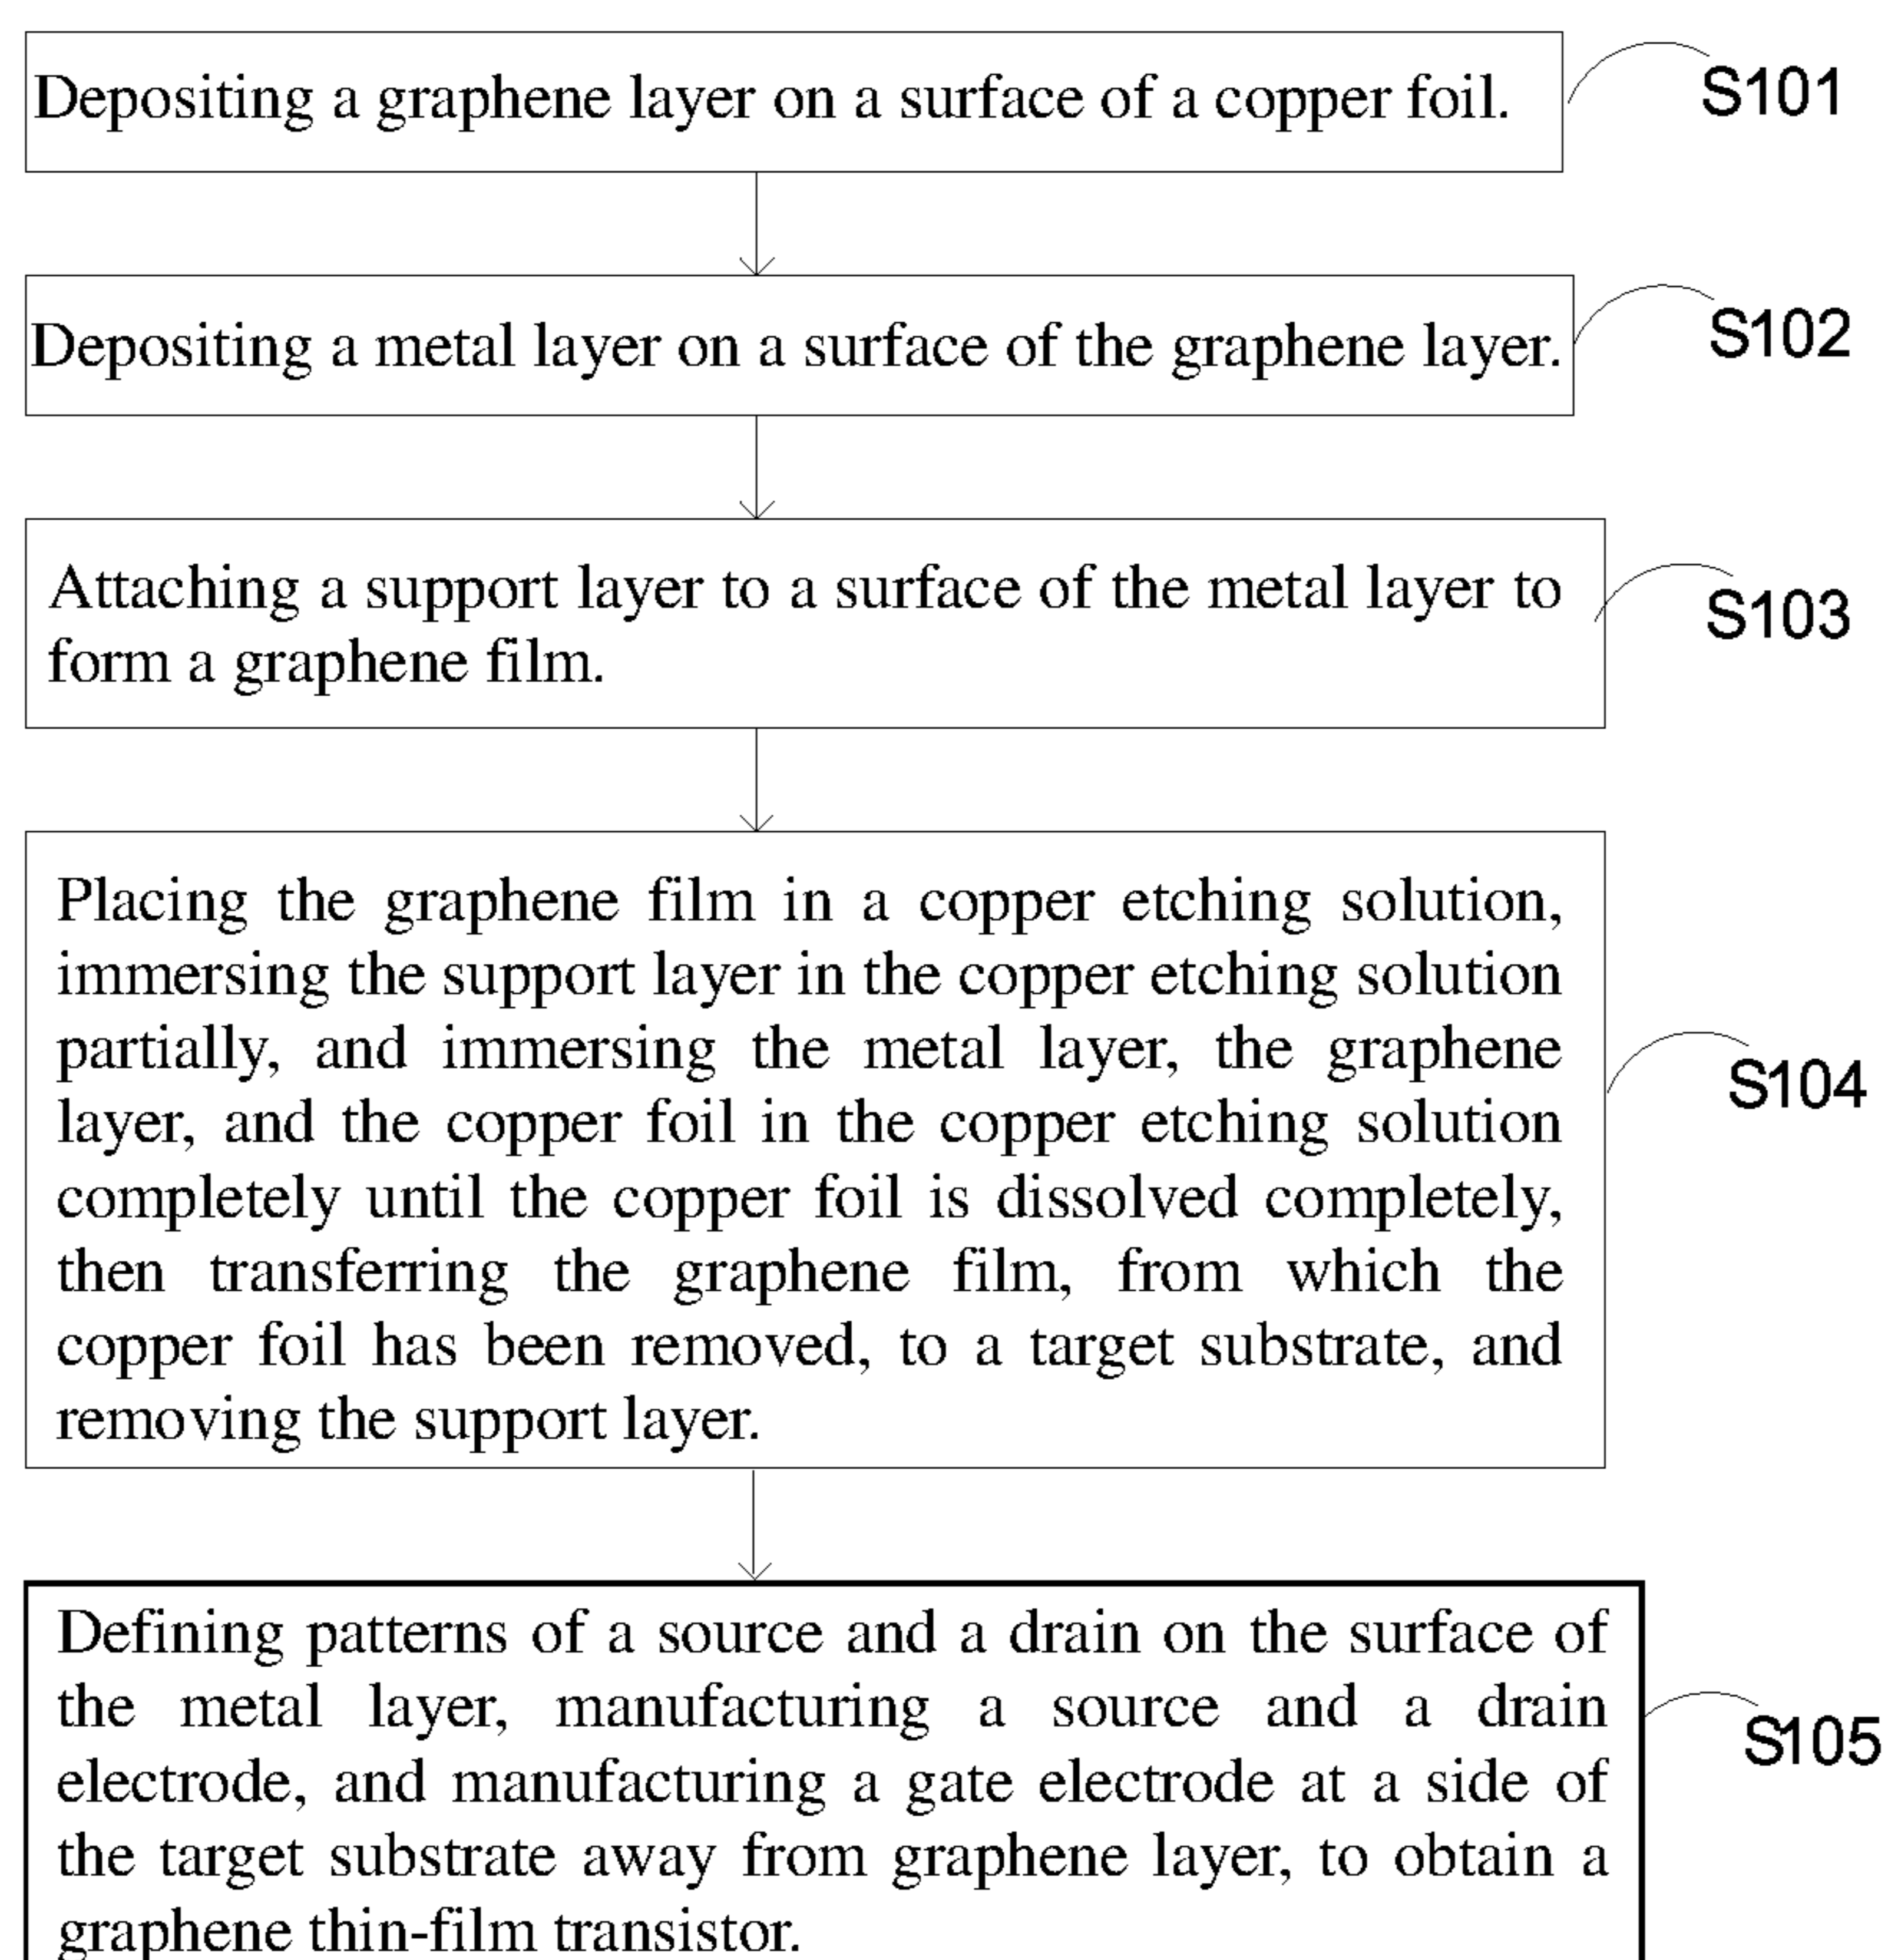 Depositing a graphene layer on a surface of a copper foil.
S101
Depositing a metal layer on a surface of the graphene layer.
S102
Attaching a support layer to a surface of the metal layer to
form a graphene film.
S103
Placing the graphene film in a copper etching solution,
immersing the support layer in the copper etching solution
partially, and immersing the metal layer, the graphene
layer, and the copper foil in the copper etching solution
completely until the copper foil is dissolved completely,
then transferring the graphene film, from which the
copper foil has been removed, to a target substrate, and
removing the support layer.
S104
Defining patterns of a source and a drain on the surface of
the metal layer, manufacturing a source and a drain
electrode, and manufacturing a gate electrode at a side of
the target substrate away from graphene layer, to obtain a
graphene thin-film transistor.
S105